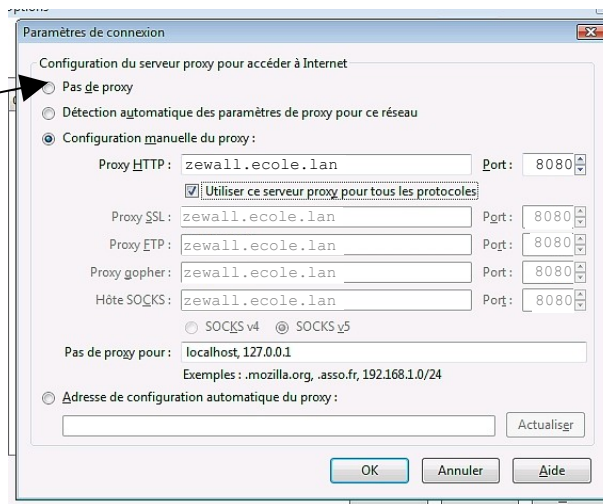 Options
Paramètres de connexion
Configuration du serveur proxy pour accéder à Internet
Pas de proxy
Détection automatique des paramètres de proxy pour ce réseau
Configuration manuelle du proxy :
Proxy HTTP : zewall.ecole.lan Port : 8080
Utiliser ce serveur proxy pour tous les protocoles
Proxy SSL : zewall.ecole.lan Port : 8080
Proxy FTP : zewall.ecole.lan Port : 8080
Proxy gopher : zewall.ecole.lan Port : 8080
Hôte SOCKS : zewall.ecole.lan Port : 8080
SOCKS v4 SOCKS v5
Pas de proxy pour : localhost, 127.0.0.1
Exemples : .mozilla.org, .asso.fr, 192.168.1.0/24
Adresse de configuration automatique du proxy :
Actualiser
OK Annuler Aide